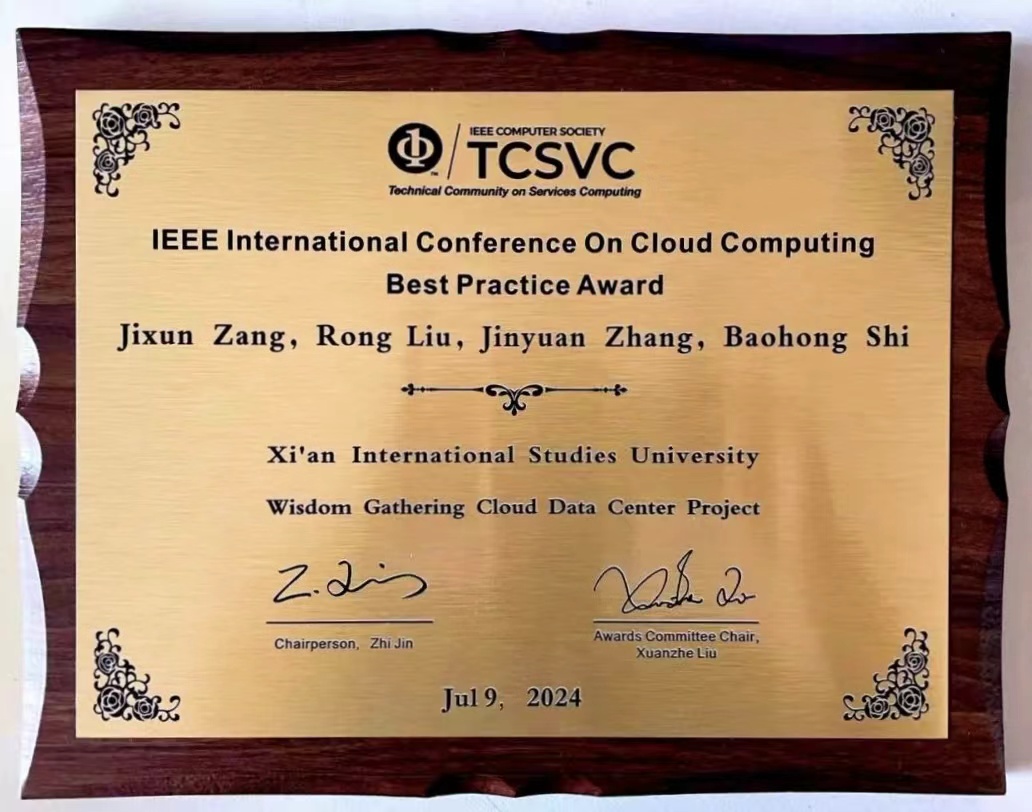 IEEE COMPUTER SOCIETY
TCSVC
TM
Technical Community on Services Computing
IEEE International Conference On Cloud Computing
Best Practice Award
Jixun Zang, Rong Liu, Jinyuan Zhang, Baohong Shi
Xi'an International Studies University
Wisdom Gathering Cloud Data Center Project
Chairperson, Zhi Jin
Awards Committee Chair,
Xuanzhe Liu
Jul 9, 2024